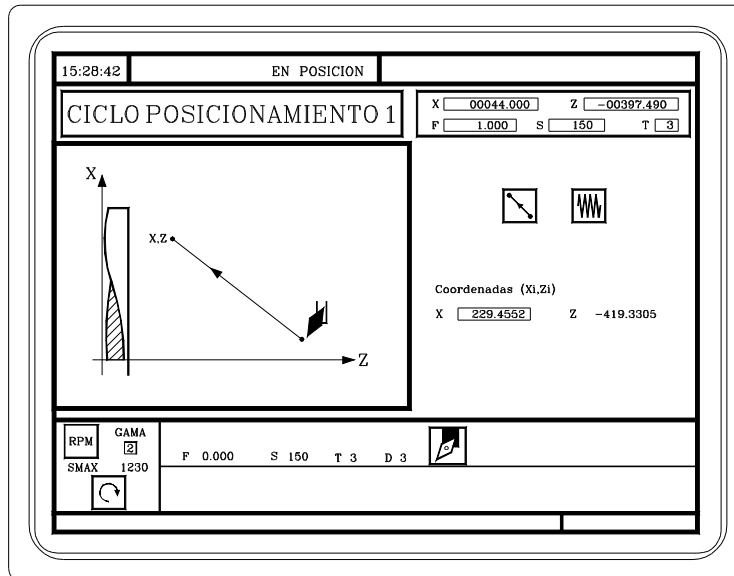 15:28:42 EN POSICION
CICLO POSICIONAMIENTO 1
X 00044.000 Z -00397.490
F 1.000 S 150 T 3
X
X,Z
Z
Coordenadas (Xi,Zi)
X 229.4552 Z -419.3305
RPM GAMA
2
SMAX 1230
F 0.000 S 150 T 3 D 3